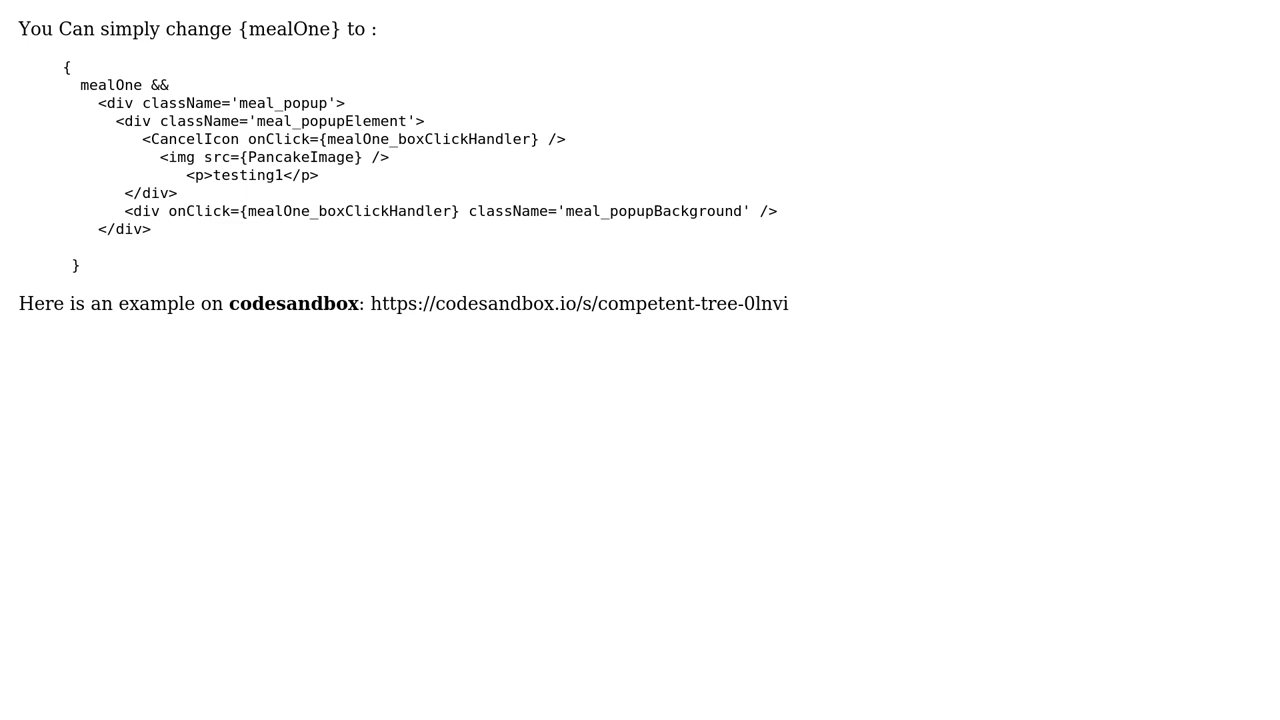 You Can simply change {mealOne} to :
{
mealOne &&
<div className='meal_popup'>
<div className='meal_popupElement'>
<CancelIcon onClick={mealOne_boxClickHandler} />
<img src={PancakeImage} />
<p>testing1</p>
</div>
<div onClick={mealOne_boxClickHandler} className='meal_popupBackground' />
</div>
}
Here is an example on codesandbox: https://codesandbox.io/s/competent-tree-0lnvi